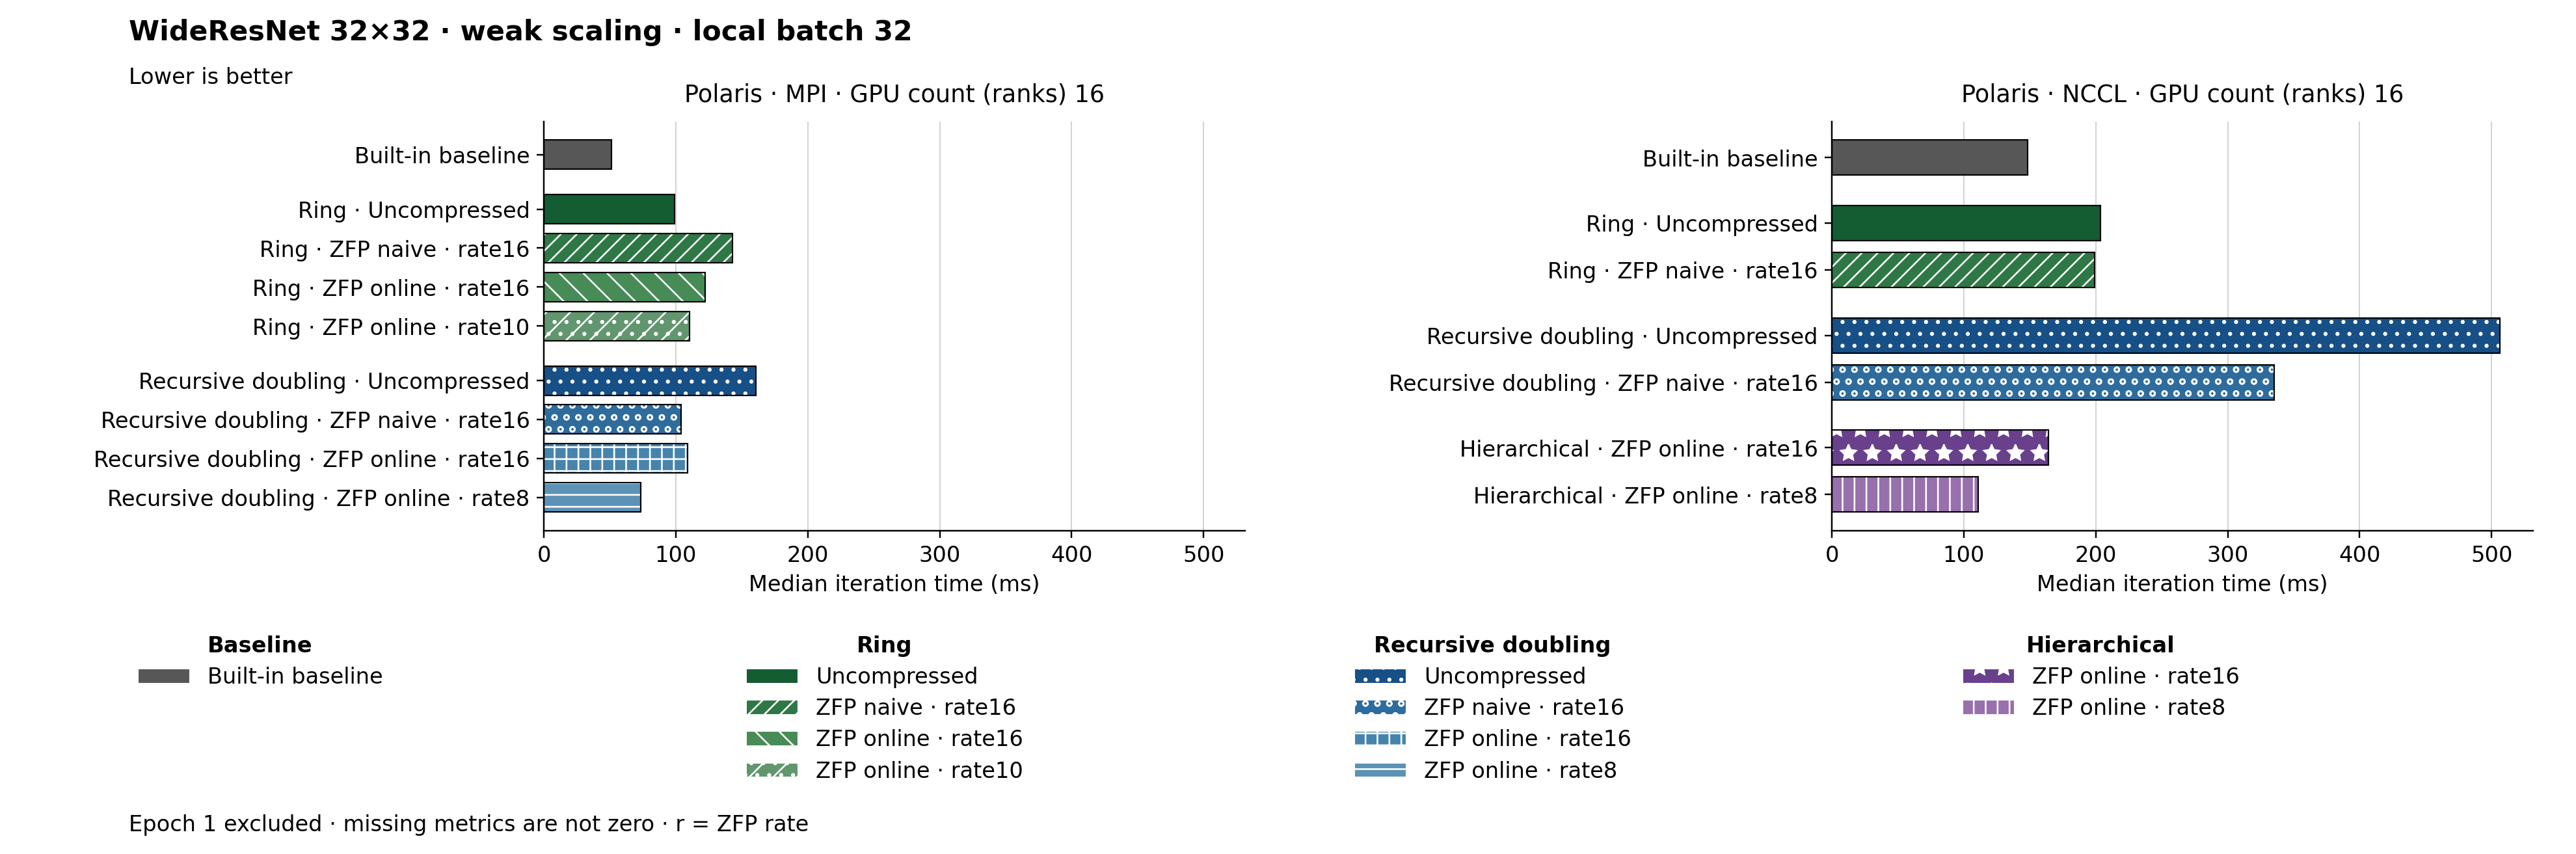 WideResNet 32×32 · weak scaling · local batch 32
Lower is better
Polaris · MPI · GPU count (ranks) 16
Built-in baseline
Ring · Uncompressed
Ring · ZFP naive · rate16
Ring · ZFP online · rate16
Ring · ZFP online · rate10
Recursive doubling · Uncompressed
Recursive doubling · ZFP naive · rate16
Recursive doubling · ZFP online · rate16
Recursive doubling · ZFP online · rate8
0 100 200 300 400 500
Median iteration time (ms)
Polaris · NCCL · GPU count (ranks) 16
Built-in baseline
Ring · Uncompressed
Ring · ZFP naive · rate16
Recursive doubling · Uncompressed
Recursive doubling · ZFP naive · rate16
Hierarchical · ZFP online · rate16
Hierarchical · ZFP online · rate8
0 100 200 300 400 500
Median iteration time (ms)
Baseline
Built-in baseline
Ring
Uncompressed
ZFP naive · rate16
ZFP online · rate16
ZFP online · rate10
Recursive doubling
Uncompressed
ZFP naive · rate16
ZFP online · rate16
ZFP online · rate8
Hierarchical
ZFP online · rate16
ZFP online · rate8
Epoch 1 excluded · missing metrics are not zero · r = ZFP rate